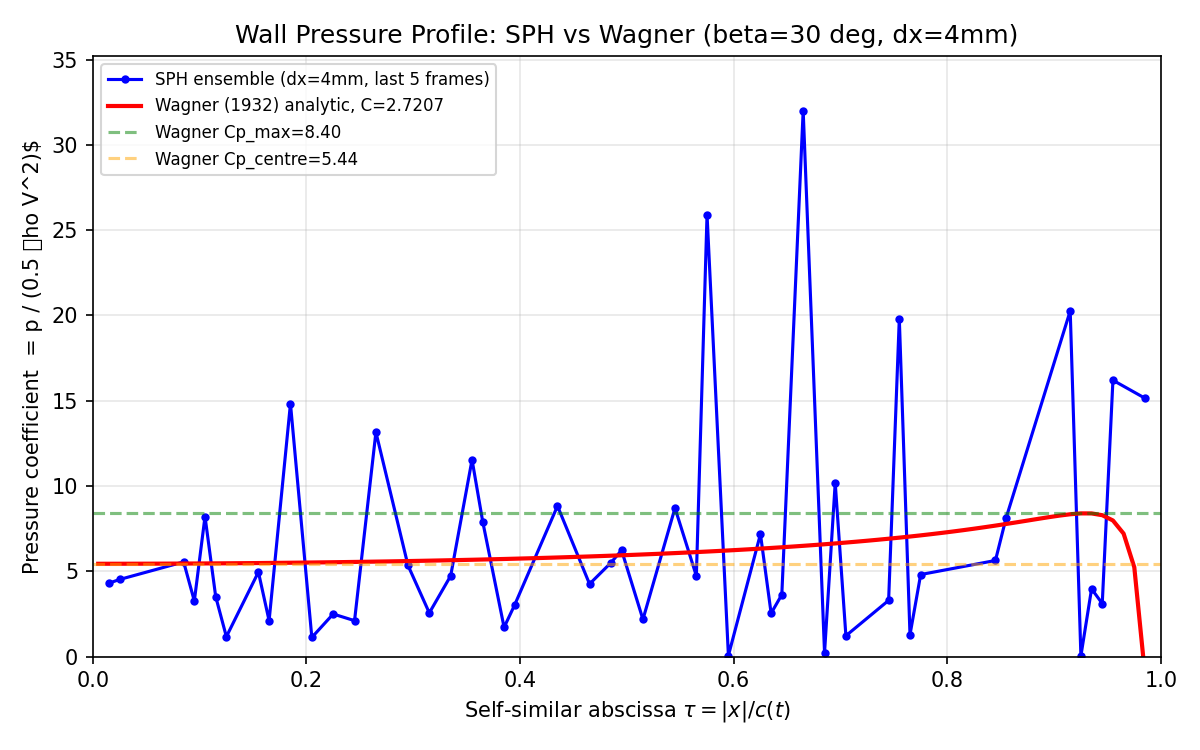 Wall Pressure Profile: SPH vs Wagner (beta=30 deg, dx=4mm)
SPH ensemble (dx=4mm, last 5 frames)
Wagner (1932) analytic, C=2.7207
Wagner Cp_max=8.40
Wagner Cp_centre=5.44
Pressure coefficient  = p / (0.5 □ho V^2)$
35
30
25
20
15
10
5
0
0.0 0.2 0.4 0.6 0.8 1.0
Self-similar abscissa τ = |x|/c(t)